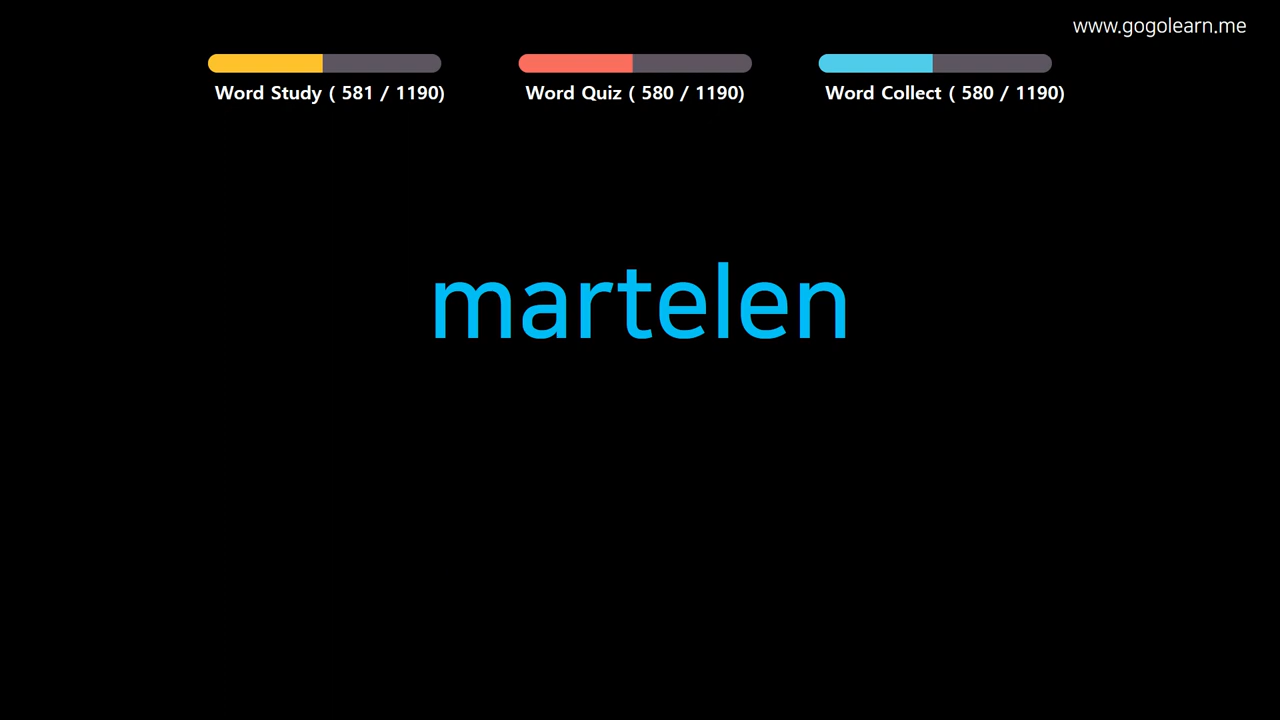 www.gogolearn.me
Word Study ( 581 / 1190)
Word Quiz ( 580 / 1190)
Word Collect ( 580 / 1190)
martelen